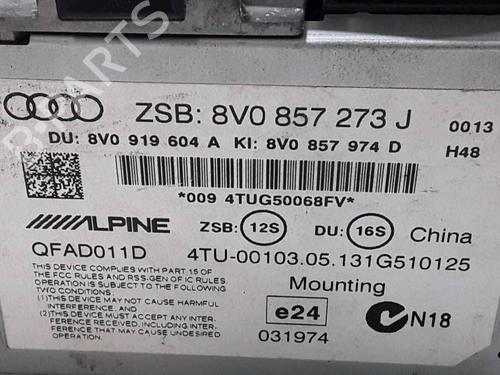 ZSB: 8V0 857 273 J 0013
DU: 8V0 919 604 A KI: 8V0 857 974 D H48
*009 4TUG50068FV*
ALPINE ZSB: 12S DU: 16S China
QFAD011D 4TU-00103.05.131G510125
THIS DEVICE COMPLIES WITH PART 15 OF
THE FCC RULES AND RSS-GEN OF IC RULES
OPERATION IS SUBJECT TO THE FOLLOWING
TWO CONDITIONS:
(1)THIS DEVICE MAY NOT CAUSE HARMFUL
INTERFERENCE, AND
(2)THIS DEVICE MUST ACCEPT ANY
INTERFERENCE RECEIVED, INCLUDING
INTERFERENCE THAT MAY CAUSE UNDESIRED
OPERATION
Mounting
e24
031974
N18